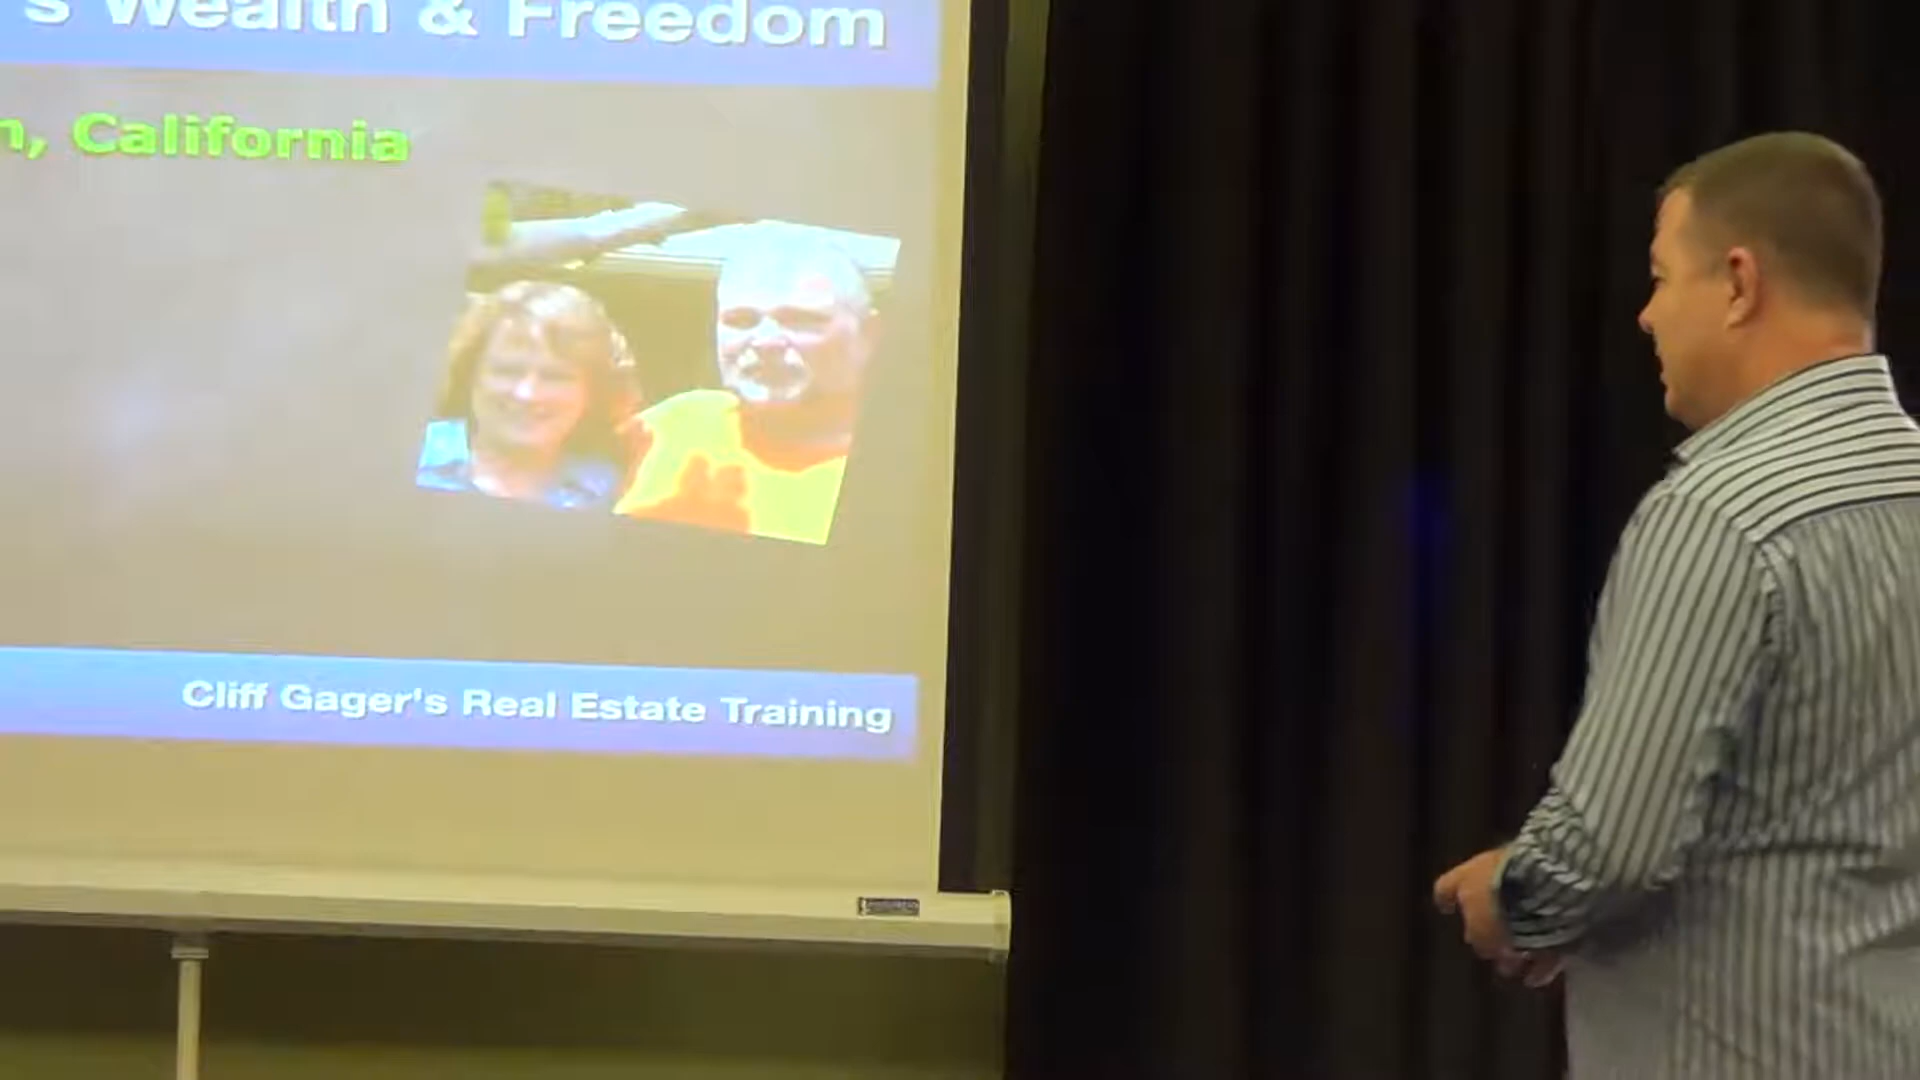 s Wealth & Freedom
n, California
Cliff Gager's Real Estate Training